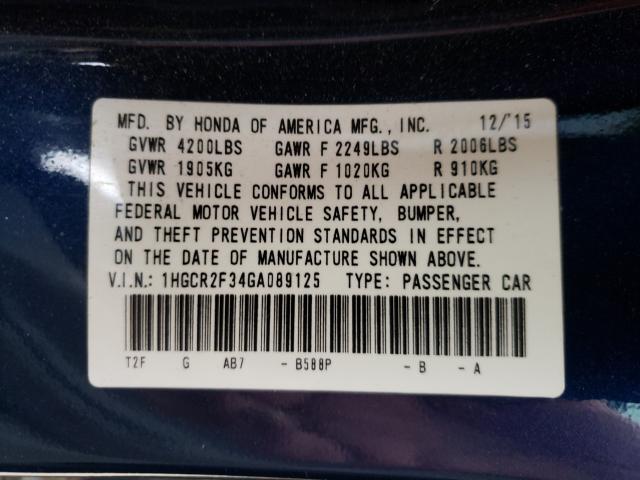 MFD. BY HONDA OF AMERICA MFG., INC. 12/'15
GVWR 4200LBS GAWR F 2249LBS R 2006LBS
GVWR 1905KG GAWR F 1020KG R 910KG
THIS VEHICLE CONFORMS TO ALL APPLICABLE
FEDERAL MOTOR VEHICLE SAFETY, BUMPER,
AND THEFT PREVENTION STANDARDS IN EFFECT
ON THE DATE OF MANUFACTURE SHOWN ABOVE.
V.I.N.: 1HGCR2F34GA089125 TYPE: PASSENGER CAR
T2F G AB7 - B588P - B - A